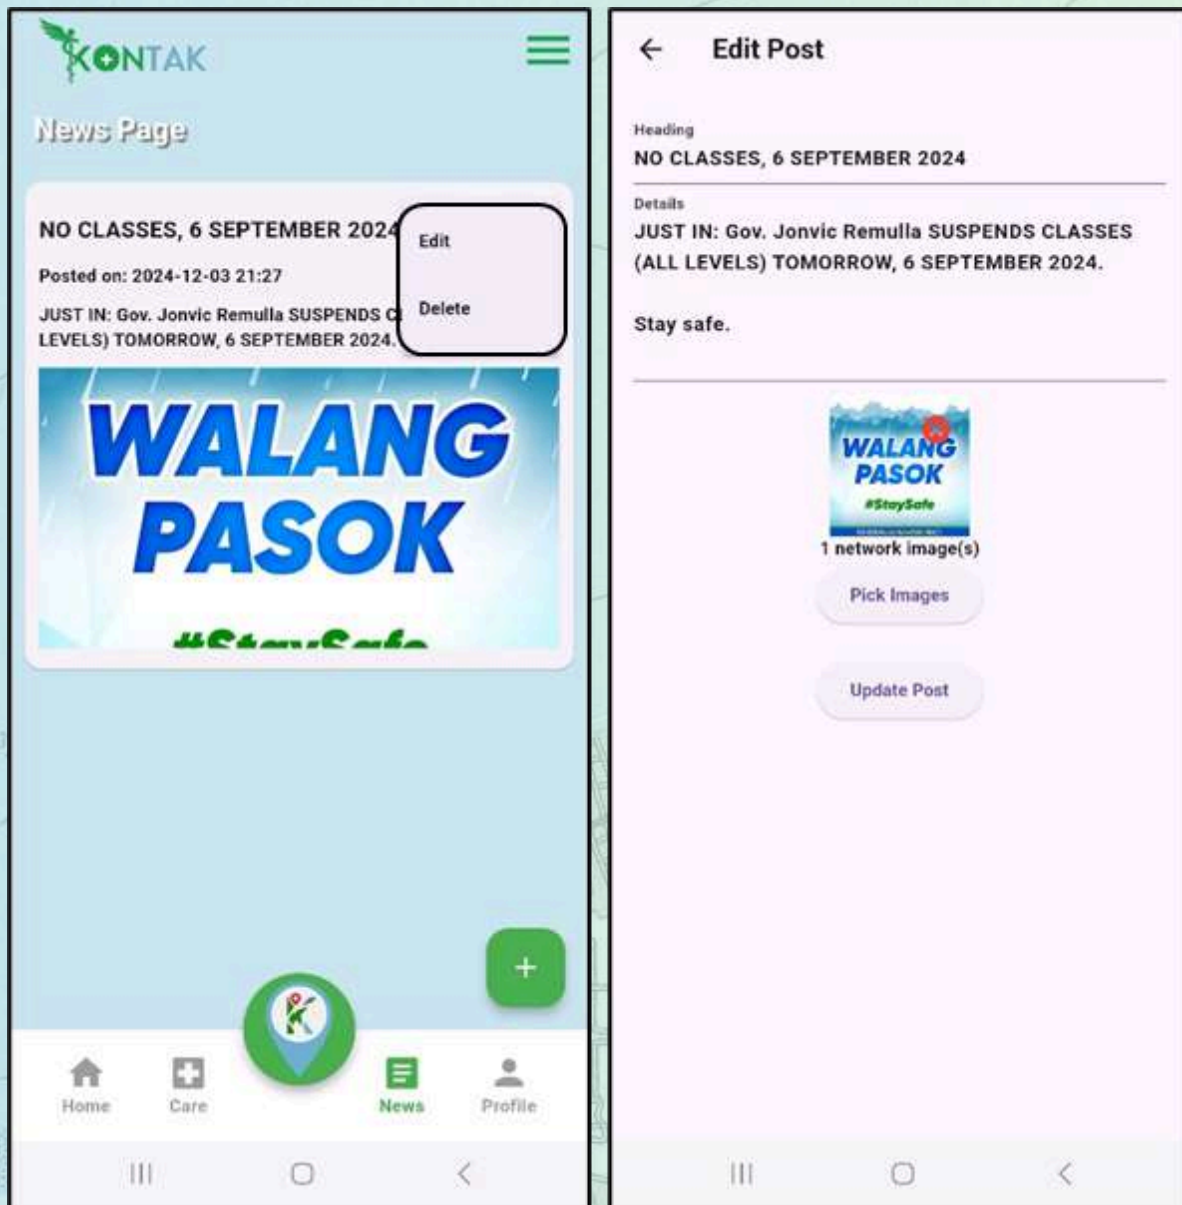 KONTAK
News Page
NO CLASSES, 6 SEPTEMBER 2024
Edit
Posted on: 2024-12-03 21:27
Delete
JUST IN: Gov. Jonvic Remulla SUSPENDS
LEVELS) TOMORROW, 6 SEPTEMBER 2024.
WALANG
PASOK
#StaySafe
+
Home
Care
News
Profile
Edit Post
Heading
NO CLASSES, 6 SEPTEMBER 2024
Details
JUST IN: Gov. Jonvic Remulla SUSPENDS CLASSES
(ALL LEVELS) TOMORROW, 6 SEPTEMBER 2024.
Stay safe.
WALANG
PASOK
#StaySafe
1 network image(s)
Pick Images
Update Post